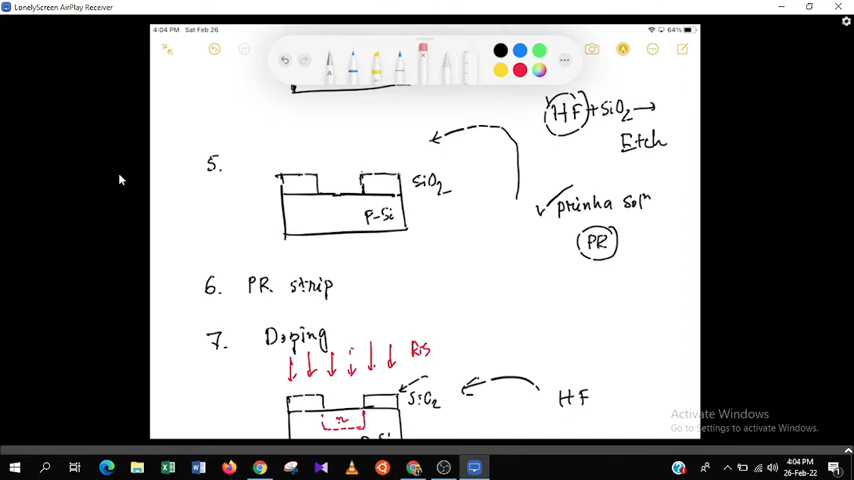 LonelyScreen AirPlay Receiver
4:04 PM Sat Feb 26
64%
A
HF + SiO2 →
Etch
5.
SiO2
P-Si
prinha Soln
PR
6. PR strip
7. Doping
SiO2
HF
n
Activate Windows
Go to Settings to activate Windows.
4:04 PM
26-Feb-22